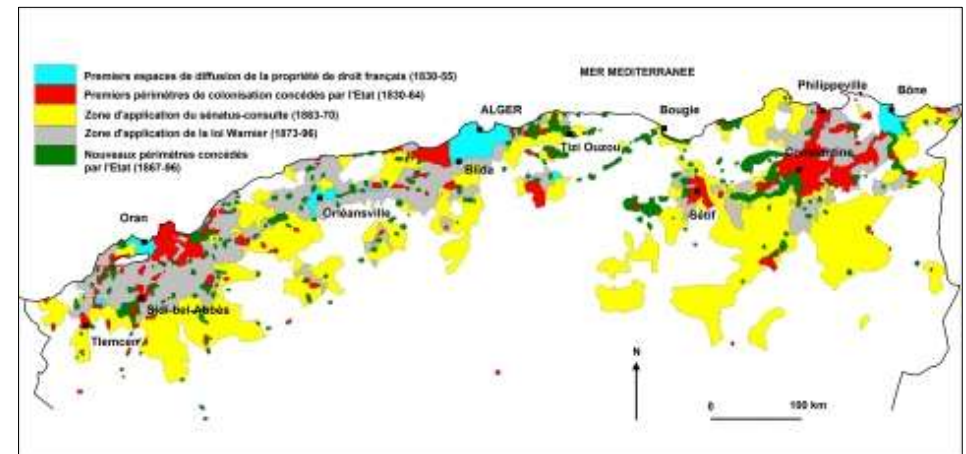 Premiers espaces de diffusion de la propriété de droit français (1830-55)
Premiers périmètres de colonisation concédés par l'Etat (1830-64)
Zone d'application du sénatus-consulte (1863-70)
Zone d'application de la loi Warnier (1873-96)
Nouveaux périmètres concédés
par l'Etat (1867-96)
MER MEDITERRANEE
Philippeville
Bône
ALGER
Bougie
Tizi Ouzou
Constantine
Blida
Sétif
Orléansville
Oran
Sidi-bel-Abbès
Tlemcen
N
0
100 km